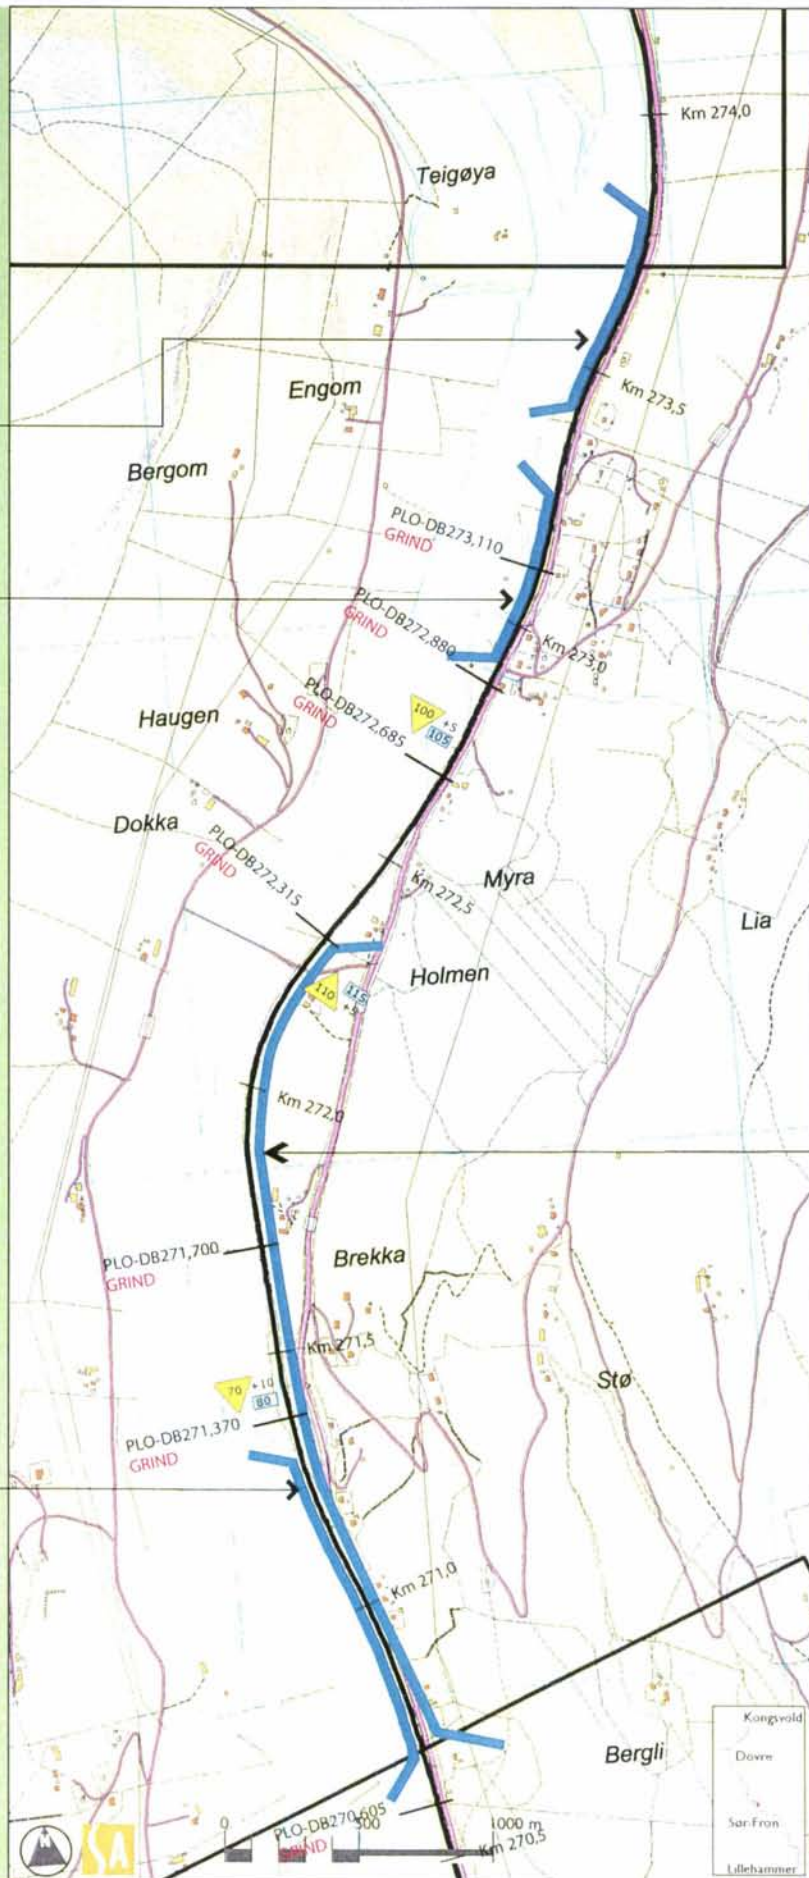 Km 274,0
Teigøya
Engom
Km 273,5
Bergom
PLO-DB273,110
GRIND
PLO-DB272,880
GRIND
Km 273,0
PLO-DB272,685
GRIND
100
+5
105
Haugen
Dokka
PLO-DB272,315
GRIND
Km 272,5
Myra
Lia
Holmen
110
115
+5
Km 272,0
PLO-DB271,700
GRIND
Brekka
Km 271,5
Stø
70
+10
80
PLO-DB271,370
GRIND
Km 271,0
Kongsvold
Bergli
Dovre
Sør-Fron
Lillehammer
PLO-DB270,605
GRIND
0
500
1000 m
Km 270,5
N
SA